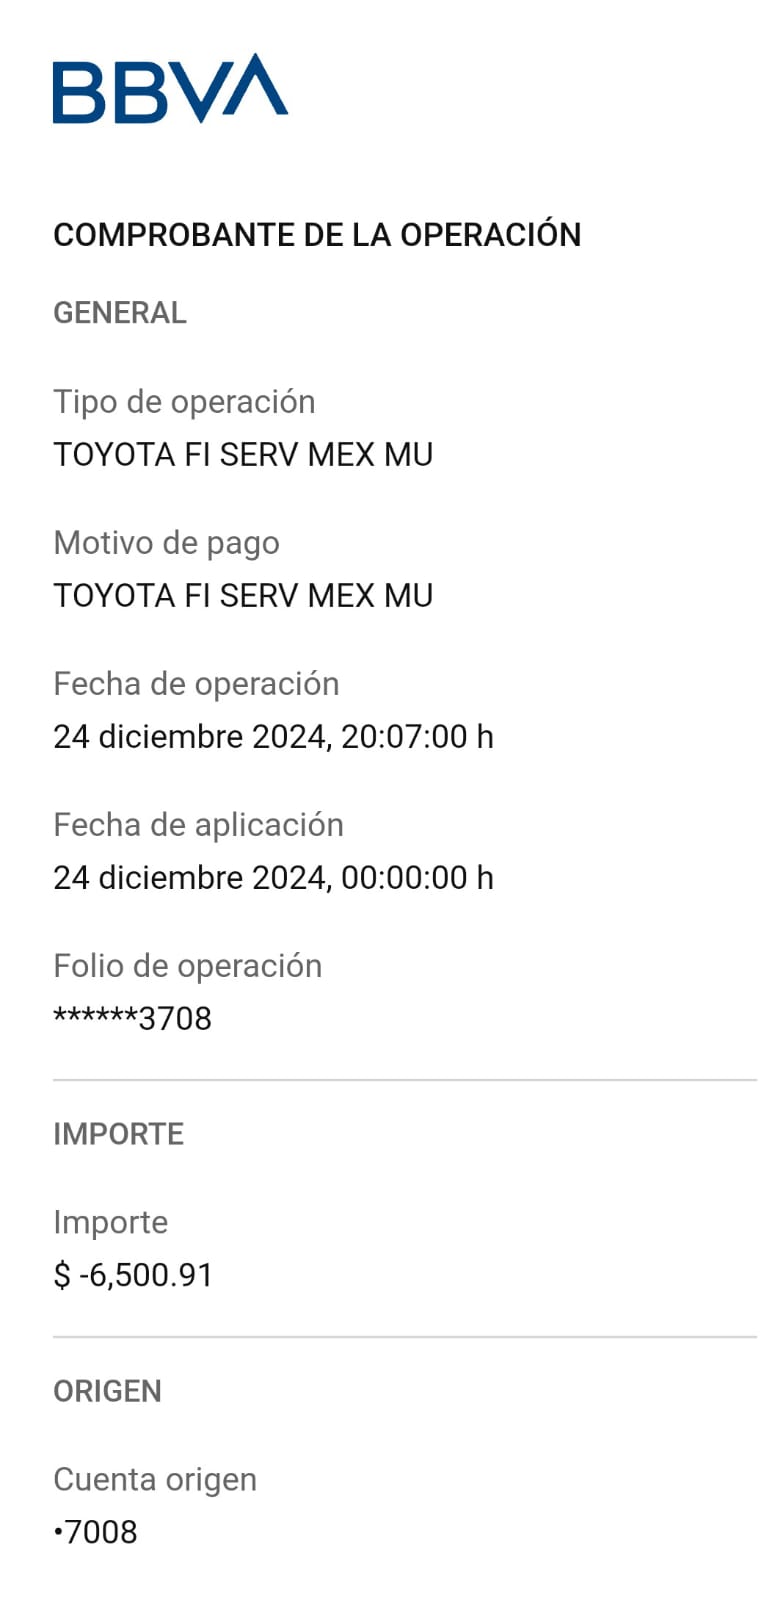 BBVA
COMPROBANTE DE LA OPERACIÓN
GENERAL
Tipo de operación
TOYOTA FI SERV MEX MU
Motivo de pago
TOYOTA FI SERV MEX MU
Fecha de operación
24 diciembre 2024, 20:07:00 h
Fecha de aplicación
24 diciembre 2024, 00:00:00 h
Folio de operación
******3708
IMPORTE
Importe
$ -6,500.91
ORIGEN
Cuenta origen
•7008